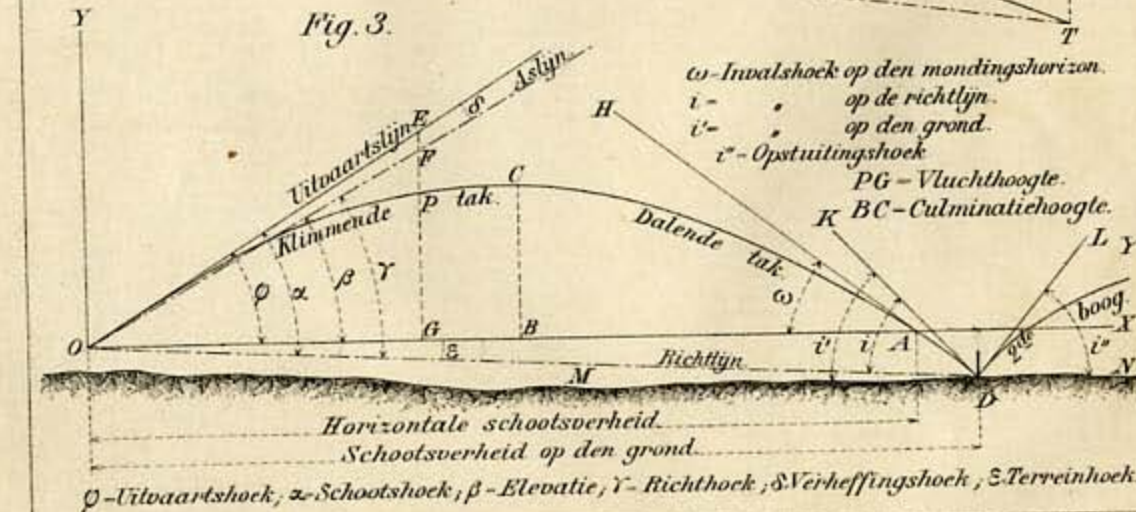 Y
Fig. 3.
T
ω-Invalshoek op den mondingshorizon.
i- „ op de richtlijn.
i'- „ op den grond.
i"-Opstuitingshoek
PG-Vluchthoogte.
BC-Culminatiehoogte.
Uitvaartslijn
E
δ
Aslijn.
H
F
C
P
Klimmende tak.
Dalende tak
K
L
Y
φ
α
β
γ
ω
2de boog.
O
G
B
ε
Richtlijn
i'
i
A
X
i"
M
N
D
Horizontale schootsverheid.
Schootsverheid op den grond.
φ-Uitvaartshoek; α-Schootshoek; β-Elevatie; γ-Richthoek; δ.Verheffingshoek; Ɛ.Terreinhoek.